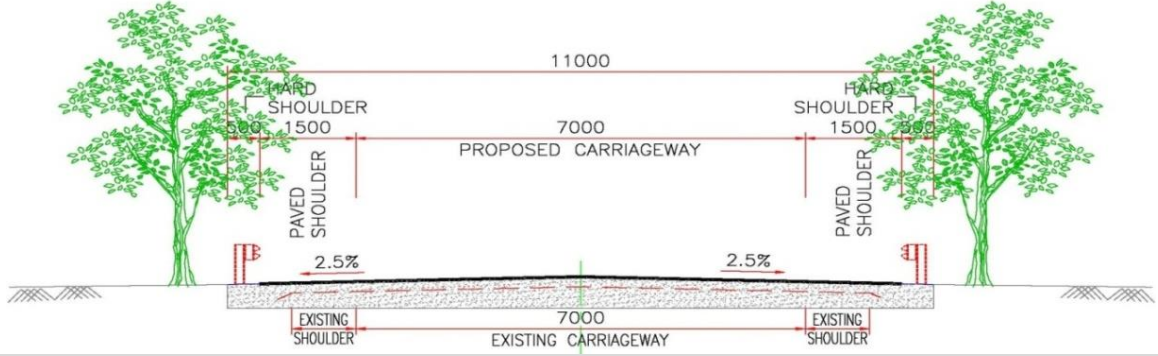 11000
HARD
SHOULDER
HARD
SHOULDER
500 1500 7000 1500 500
PROPOSED CARRIAGEWAY
PAVED
SHOULDER
PAVED
SHOULDER
2.5% 2.5%
7000
EXISTING
SHOULDER
EXISTING CARRIAGEWAY
EXISTING
SHOULDER